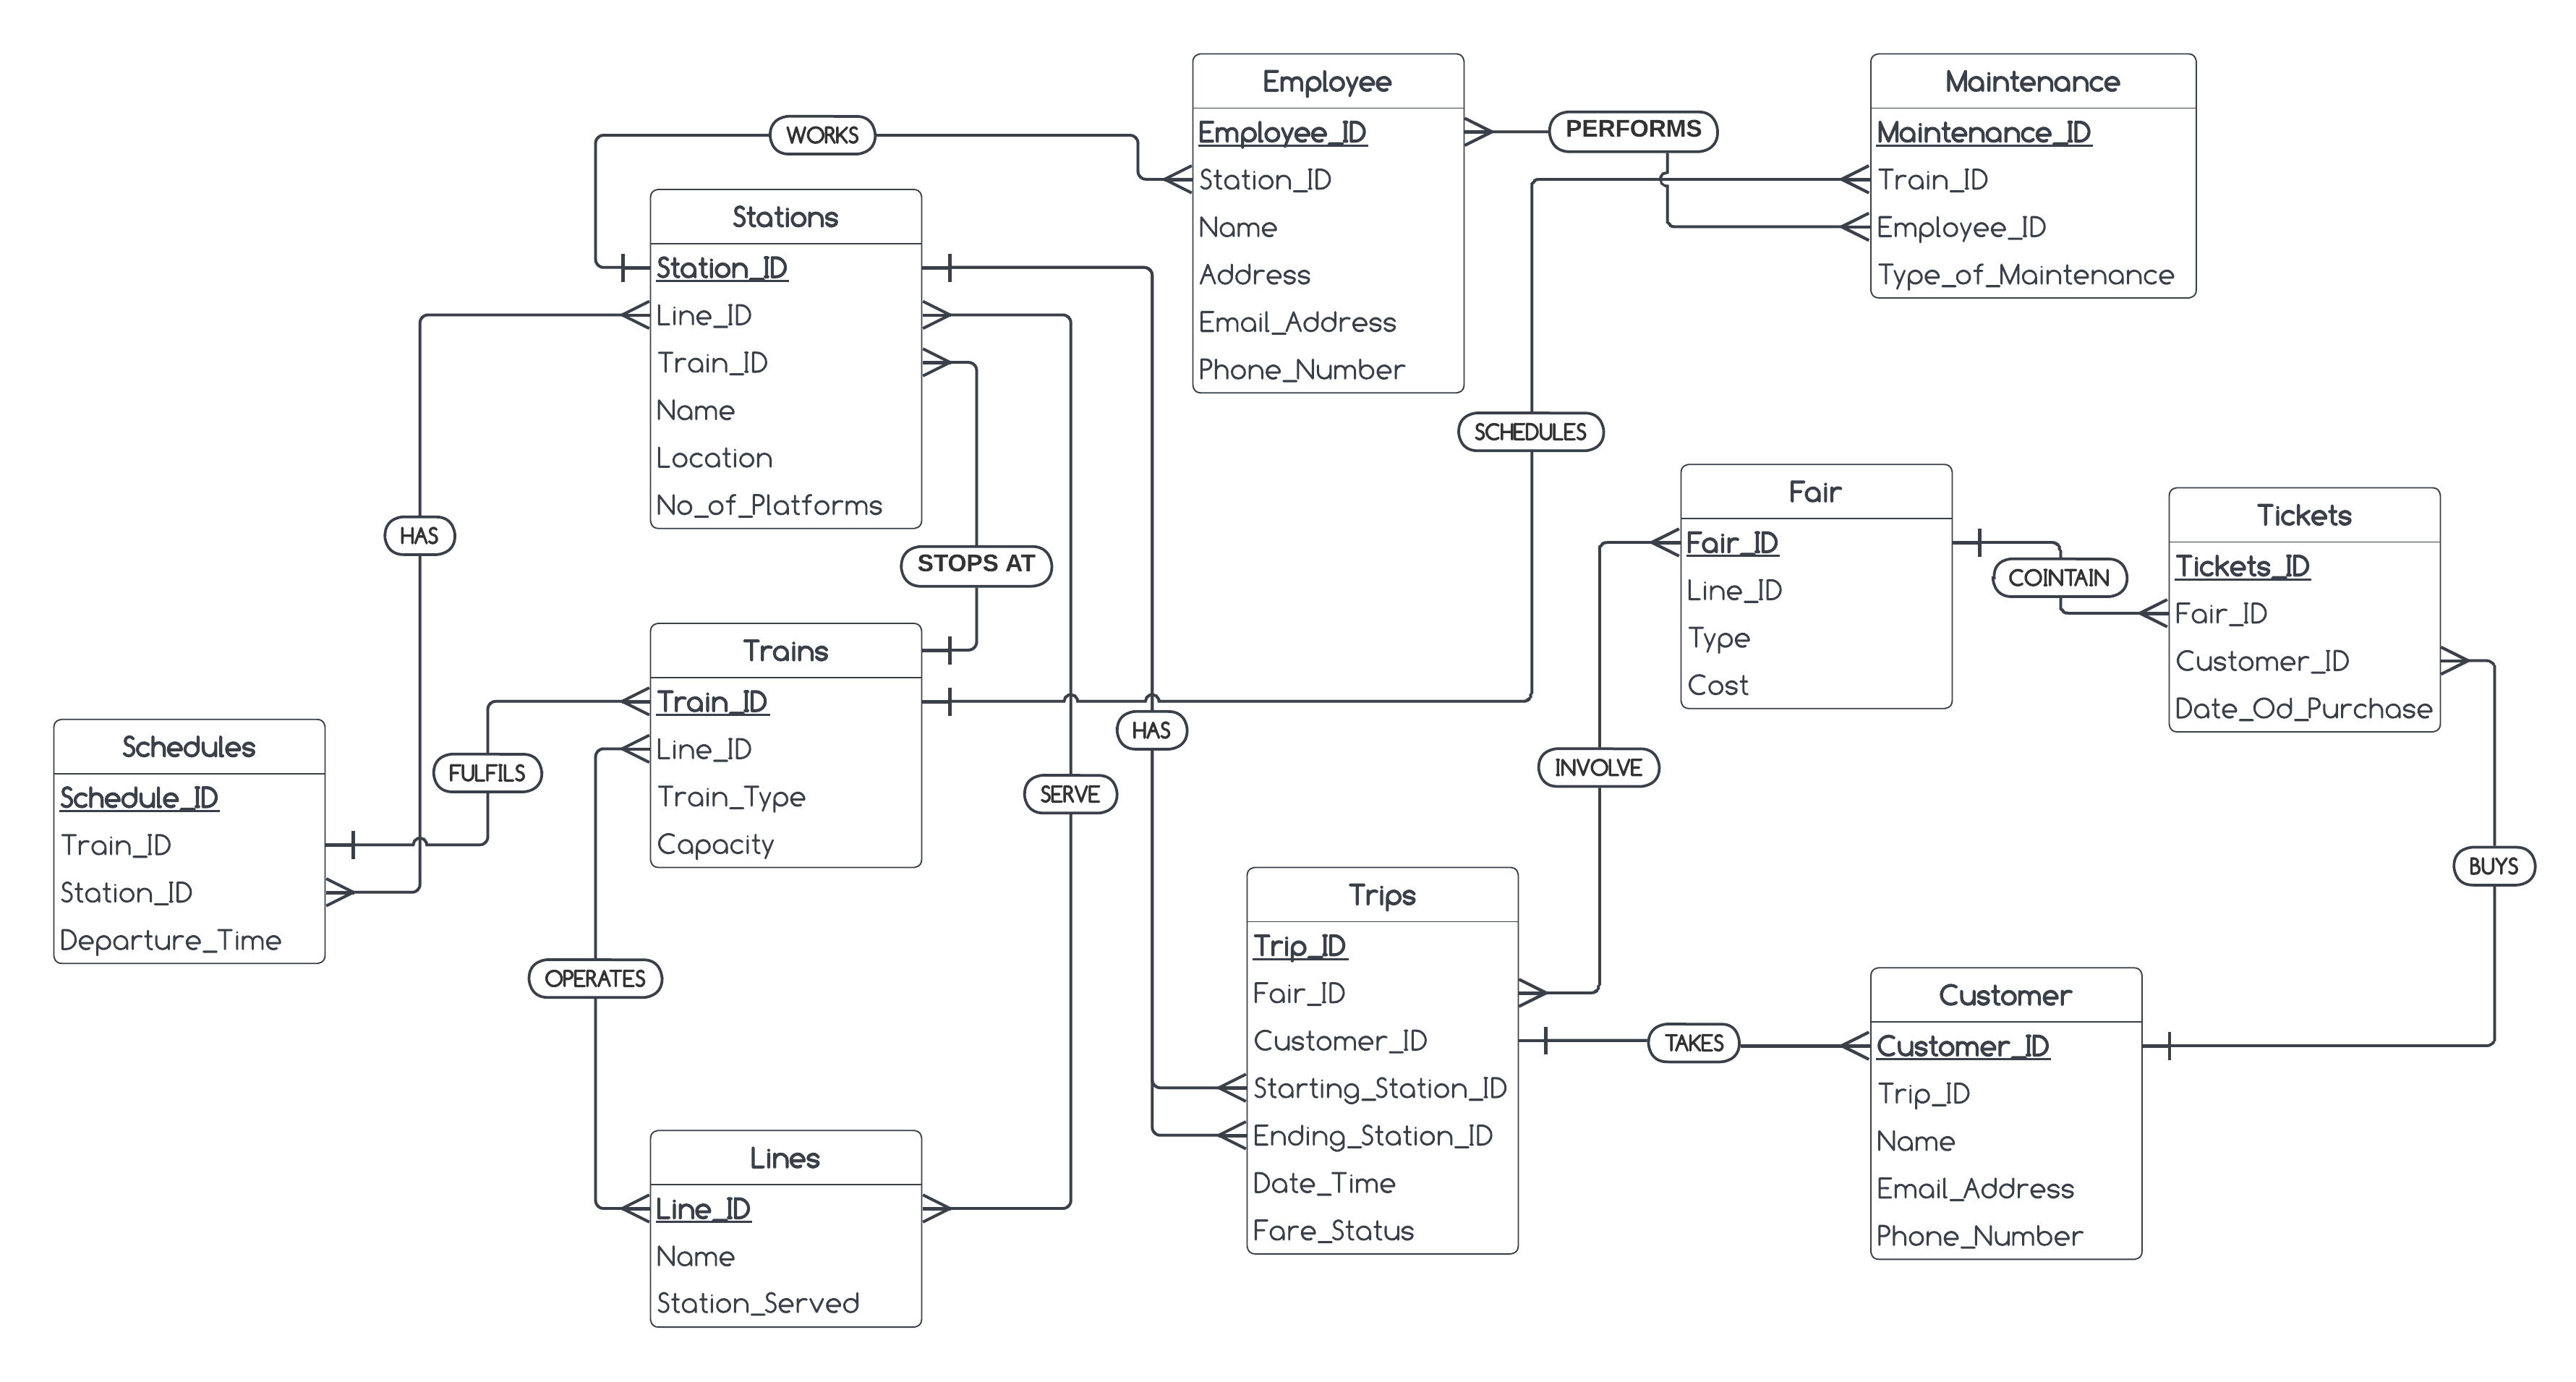 Employee
Employee_ID
Station_ID
Name
Address
Email_Address
Phone_Number
PERFORMS
Maintenance
Maintenance_ID
Train_ID
Employee_ID
Type_of_Maintenance
WORKS
Stations
Station_ID
Line_ID
Train_ID
Name
Location
No_of_Platforms
HAS
STOPS AT
SCHEDULES
Fair
Fair_ID
Line_ID
Type
Cost
COINTAIN
Tickets
Tickets_ID
Fair_ID
Customer_ID
Date_Od_Purchase
Trains
Train_ID
Line_ID
Train_Type
Capacity
Schedules
Schedule_ID
Train_ID
Station_ID
Departure_Time
FULFILS
SERVE
HAS
INVOLVE
BUYS
OPERATES
Trips
Trip_ID
Fair_ID
Customer_ID
Starting_Station_ID
Ending_Station_ID
Date_Time
Fare_Status
TAKES
Customer
Customer_ID
Trip_ID
Name
Email_Address
Phone_Number
Lines
Line_ID
Name
Station_Served